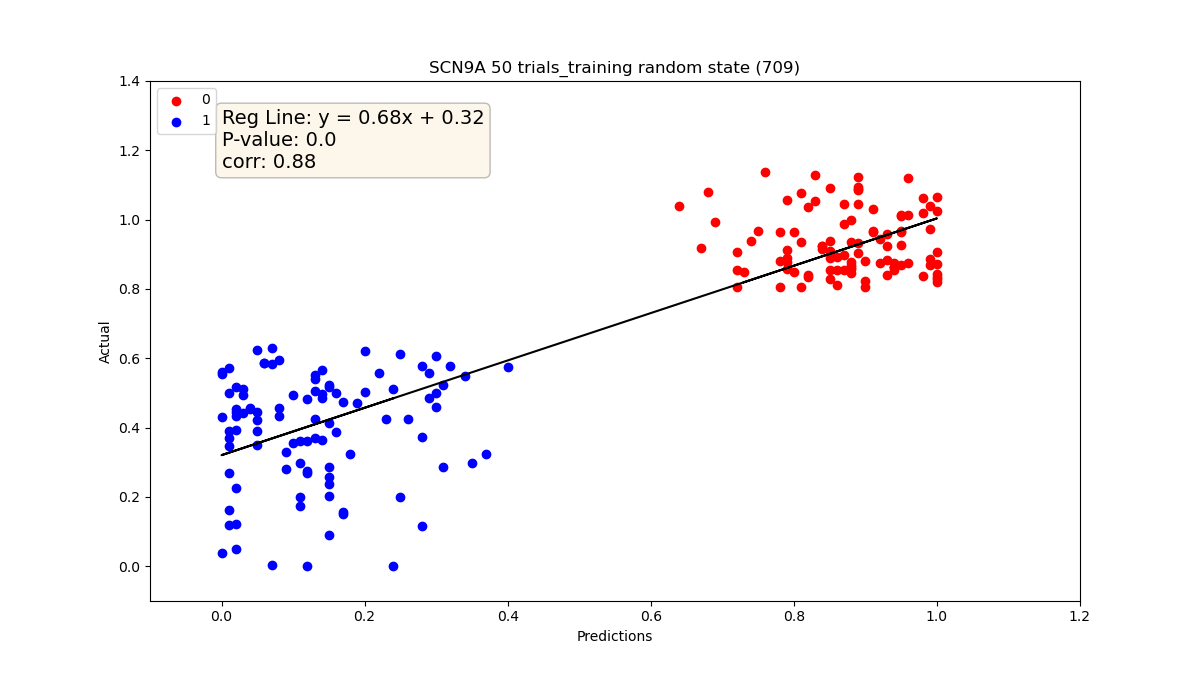 SCN9A 50 trials_training random state (709)
0
1
Reg Line: y = 0.68x + 0.32
P-value: 0.0
corr: 0.88
1.4
1.2
1.0
0.8
0.6
0.4
0.2
0.0
Actual
0.0 0.2 0.4 0.6 0.8 1.0 1.2
Predictions